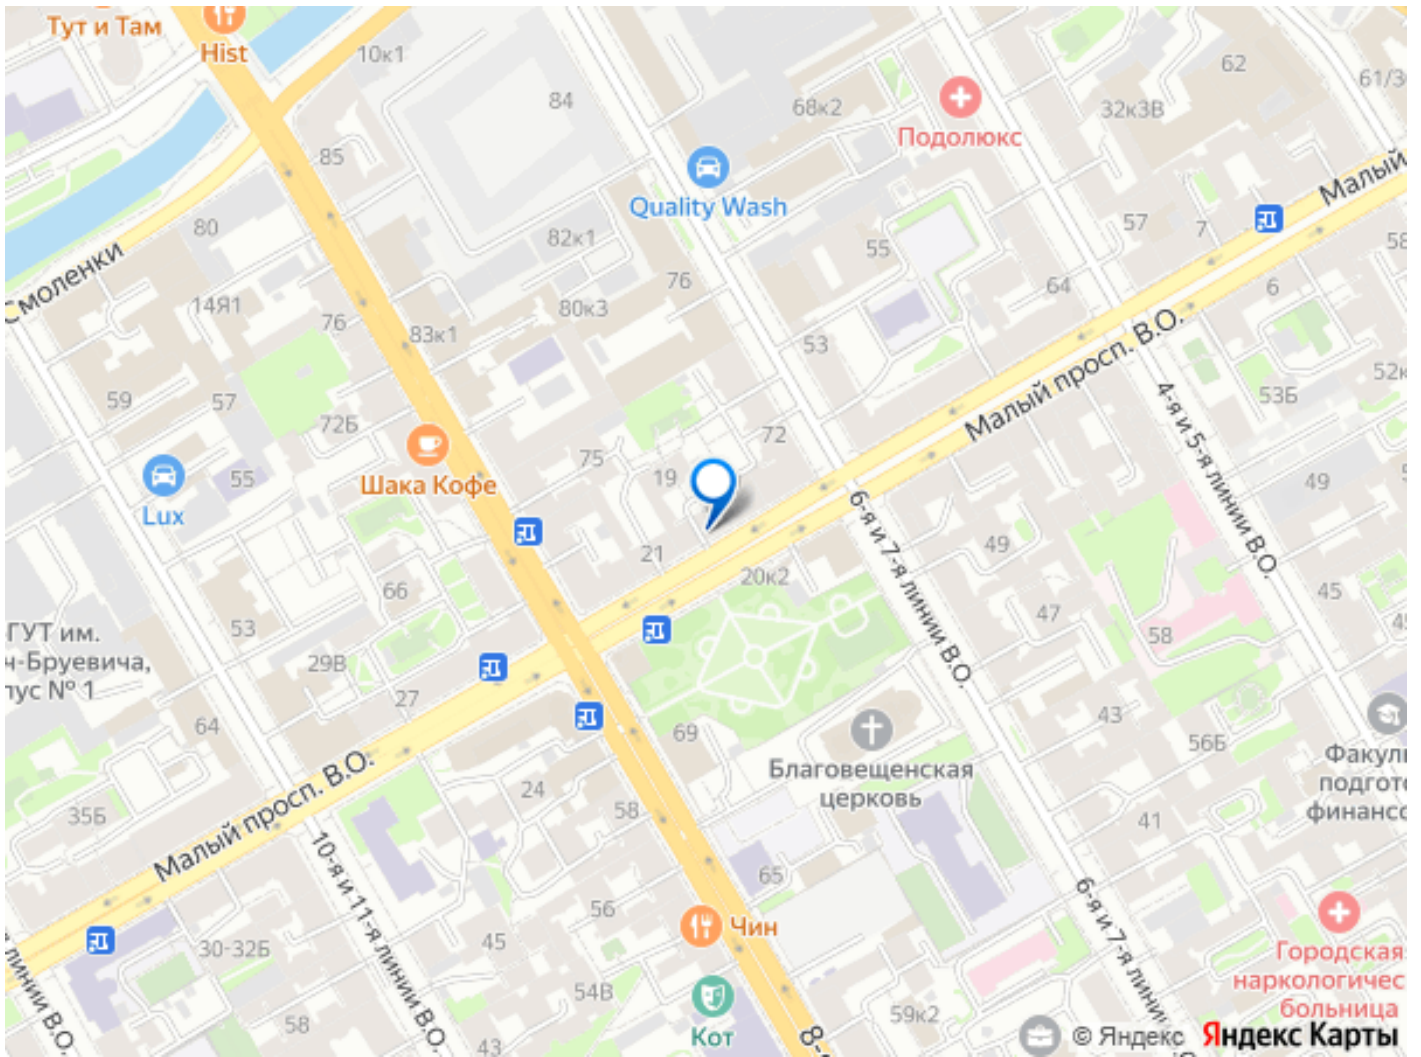 Тут и Там
Hist
10к1
84
62
61/3
68к2
32к3В
Подолюкс
85
Quality Wash
Малый
80
82к1
55
57
7
58
Смоленки
76
64
6
14Я1
80к3
76
83к1
53
Малый просп. В.О.
52к
59
57
72Б
72
53Б
4-я и 5-я линии В.О.
75
19
55
Шака Кофе
49
Lux
6-я и 7-я линии В.О.
21
49
20к2
66
45
47
ГУТ им.
53
58
ч-Бруевича,
29В
пус № 1
27
43
64
69
56Б
Благовещенская
церковь
Факул
подгото
финансо
24
58
35Б
41
Малый просп. В.О.
10-я и 11-я линии В.О.
65
6-я и 7-я лини
56
Чин
45
30-32Б
Городская
наркологичес
больница
линии В.О.
54В
58
59к2
Кот
43
8-
© Яндекс Яндекс Карты